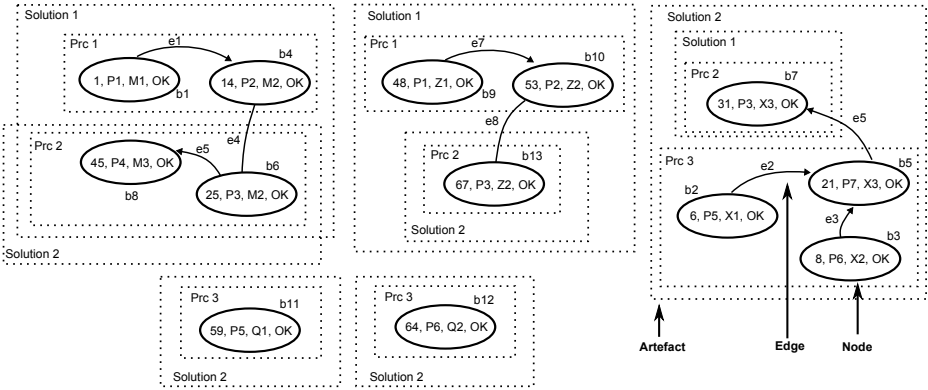 Solution 1
Prc 1
e1
b4
1, P1, M1, OK
14, P2, M2, OK
b1
e4
Prc 2
e5
b6
45, P4, M3, OK
25, P3, M2, OK
b8
Solution 2
Solution 1
Prc 1
e7
b10
48, P1, Z1, OK
53, P2, Z2, OK
b9
e8
Prc 2
b13
67, P3, Z2, OK
Solution 2
Solution 2
Solution 1
Prc 2
b7
31, P3, X3, OK
e5
Prc 3
e2
b5
b2
21, P7, X3, OK
6, P5, X1, OK
e3
b3
8, P6, X2, OK
Artefact
Edge
Node
Prc 3
b11
59, P5, Q1, OK
Solution 2
Prc 3
b12
64, P6, Q2, OK
Solution 2